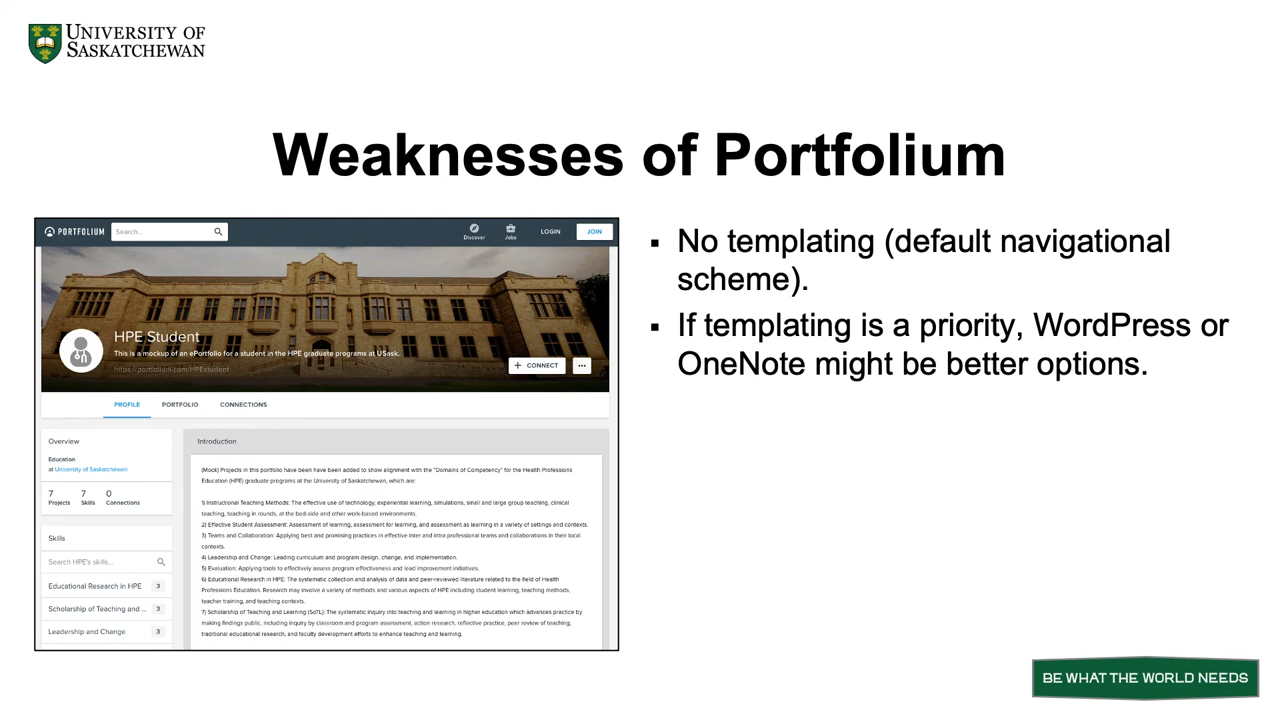 UNIVERSITY OF
SASKATCHEWAN
Weaknesses of Portfolium
PORTFOLIUM
Search...
Discover
Jobs
LOGIN
JOIN
HPE Student
This is a mockup of an ePortfolio for a student in the HPE graduate programs at USask.
https://portfolium.com/HPEstudent
+ CONNECT
...
PROFILE
PORTFOLIO
CONNECTIONS
Overview
Education
at University of Saskatchewan
7 7 0
Projects Skills Connections
Skills
Search HPE's skills...
Educational Research in HPE 3
Scholarship of Teaching and ... 3
Leadership and Change 3
Introduction
(Mock) Projects in this portfolio have been have been added to show alignment with the "Domains of Competency" for the Health Professions
Education (HPE) graduate programs at the University of Saskatchewan, which are:
1) Instructional Teaching Methods: The effective use of technology, experiential learning, simulations, small and large group teaching, clinical
teaching, teaching in rounds, at the bed-side and other work-based environments.
2) Effective Student Assessment: Assessment of learning, assessment for learning, and assessment as learning in a variety of settings and contexts.
3) Teams and Collaboration: Applying best and promising practices in effective inter and intra professional teams and collaborations in their local
contexts.
4) Leadership and Change: Leading curriculum and program design, change, and implementation.
5) Evaluation: Applying tools to effectively assess program effectiveness and lead improvement initiatives.
6) Educational Research in HPE: The systematic collection and analysis of data and peer-reviewed literature related to the field of Health
Professions Education. Research may involve a variety of methods and various aspects of HPE including student learning, teaching methods,
teacher training, and teaching contexts.
7) Scholarship of Teaching and Learning (SoTL): The systematic inquiry into teaching and learning in higher education which advances practice by
making findings public, including inquiry by classroom and program assessment, action research, reflective practice, peer review of teaching,
traditional educational research, and faculty development efforts to enhance teaching and learning.
▪ No templating (default navigational
scheme).
▪ If templating is a priority, WordPress or
OneNote might be better options.
BE WHAT THE WORLD NEEDS